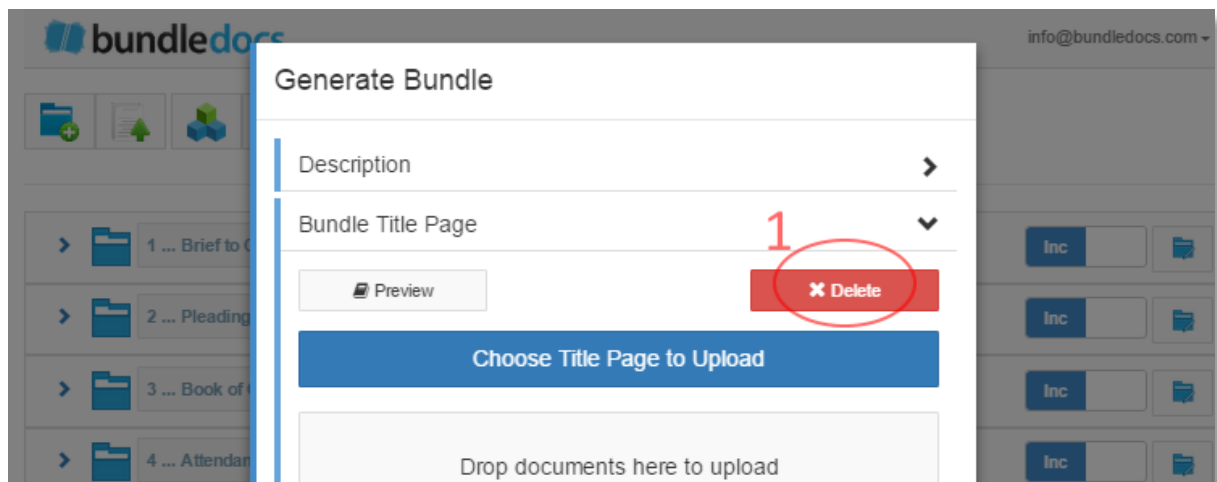 bundledocs
info@bundledocs.com
Generate Bundle
Description
Bundle Title Page
1
Preview
Delete
Choose Title Page to Upload
Drop documents here to upload
1 ... Brief to
2 ... Pleading
3 ... Book of
4 ... Attendan
Inc
Inc
Inc
Inc